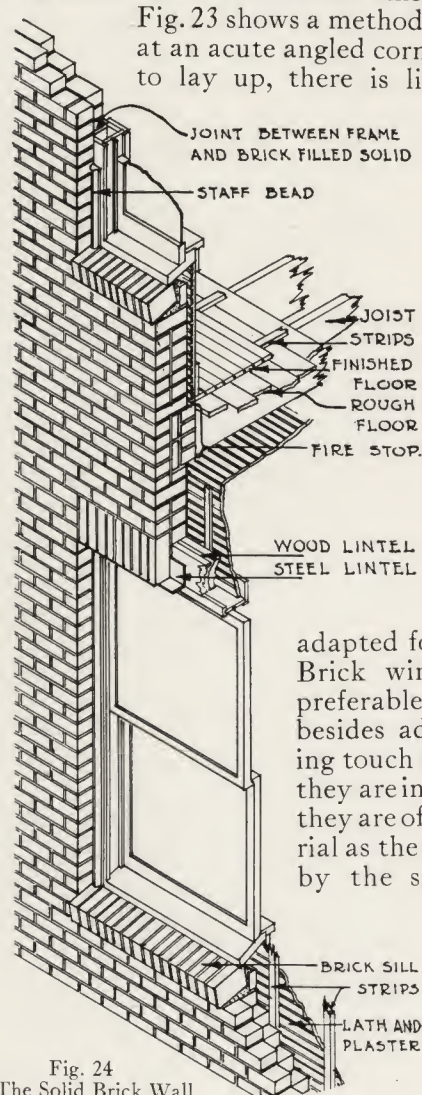 Fig. 23 shows a method
at an acute angled corn
to lay up, there is li
JOINT BETWEEN FRAME
AND BRICK FILLED SOLID
STAFF BEAD
JOIST
STRIPS
FINISHED
FLOOR
ROUGH
FLOOR
FIRE STOP.
WOOD LINTEL
STEEL LINTEL
adapted fo
Brick win
preferable
besides ad
ing touch
they are in
they are of
rial as the
by the s
BRICK SILL
STRIPS
LATH AND
PLASTER
Fig. 24
The Solid Brick Wall